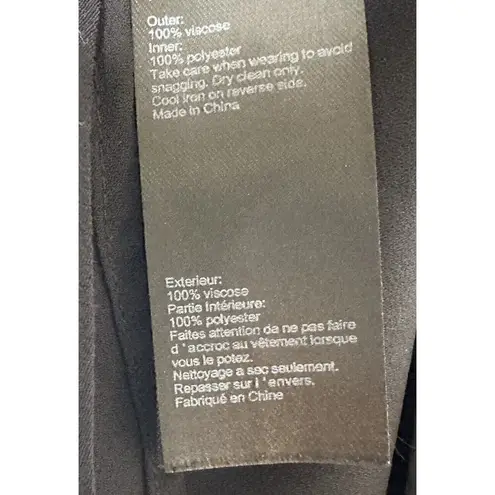 Outer:
100% viscose
Inner:
100% polyester
Take care when wearing to avoid
snagging. Dry clean only.
Cool iron on reverse side.
Made in China
Exterieur:
100% viscose
Partie Intérieure:
100% polyester
Faites attention de ne pas faire
d'accroc au vêtement lorsque
vous le potez.
Nettoyage a sec seulement.
Repasser sur l'envers.
Fabriqué en Chine